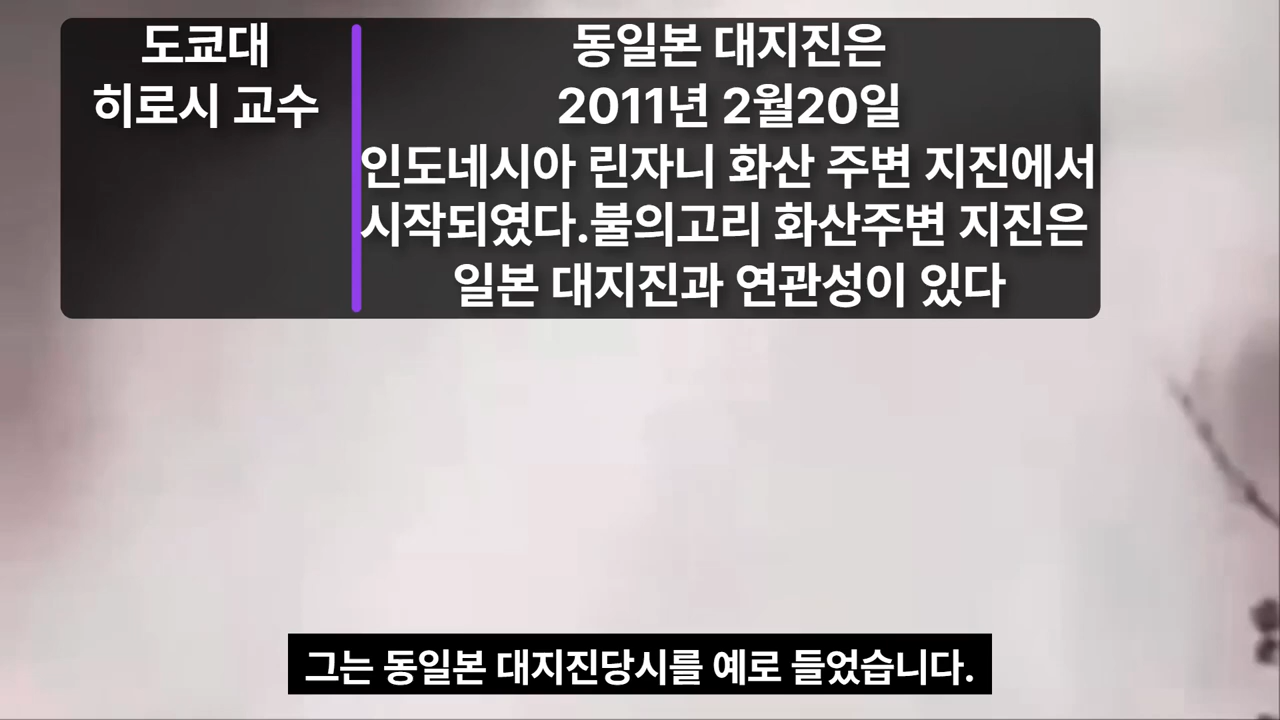 도쿄대
히로시 교수
동일본 대지진은
2011년 2월20일
인도네시아 린자니 화산 주변 지진에서
시작되였다.불의고리 화산주변 지진은
일본 대지진과 연관성이 있다
그는 동일본 대지진당시를 예로 들었습니다.